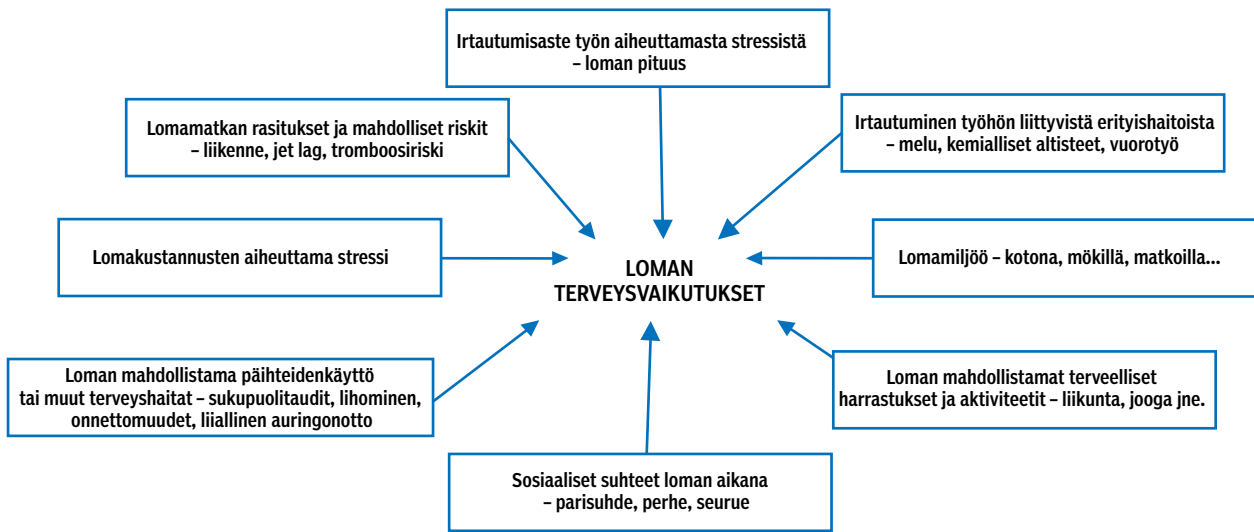 Irtautumisaste työn aiheuttamasta stressistä
– loman pituus
Lomamatkan rasitukset ja mahdolliset riskit
– liikenne, jet lag, tromboosiriski
Irtautuminen työhön liittyvistä erityishaitoista
– melu, kemialliset altisteet, vuorotyö
Lomakustannusten aiheuttama stressi
LOMAN
TERVEYSVAIKUTUKSET
Lomamiljöö – kotona, mökillä, matkoilla...
Loman mahdollistama päihteidenkäyttö
tai muut terveyshaitat – sukupuolitaudit, lihominen,
onnettomuudet, liiallinen auringonotto
Loman mahdollistamat terveelliset
harrastukset ja aktiviteetit – liikunta, jooga jne.
Sosiaaliset suhteet loman aikana
– parisuhde, perhe, seurue